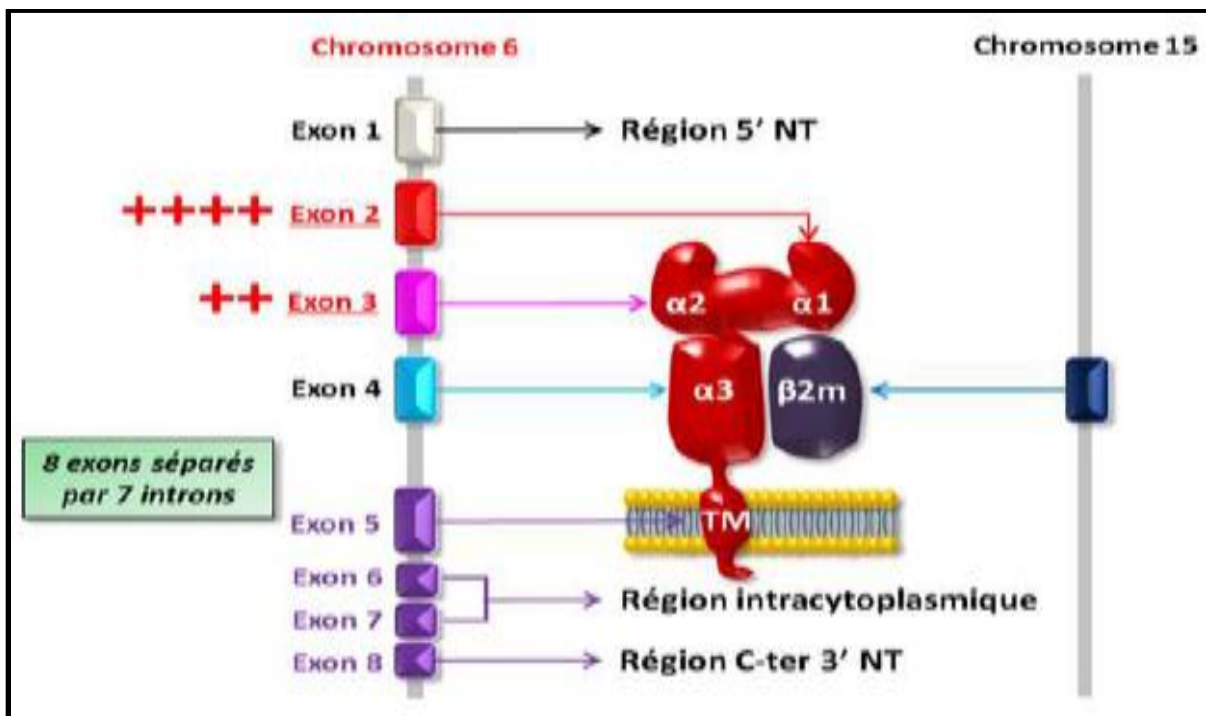 Chromosome 6
Chromosome 15
Exon 1
Région 5' NT
++++ Exon 2
++ Exon 3
α2
α1
Exon 4
α3
β2m
8 exons séparés
par 7 introns
Exon 5
TM
Exon 6
Région intracytoplasmique
Exon 7
Exon 8
Région C-ter 3' NT